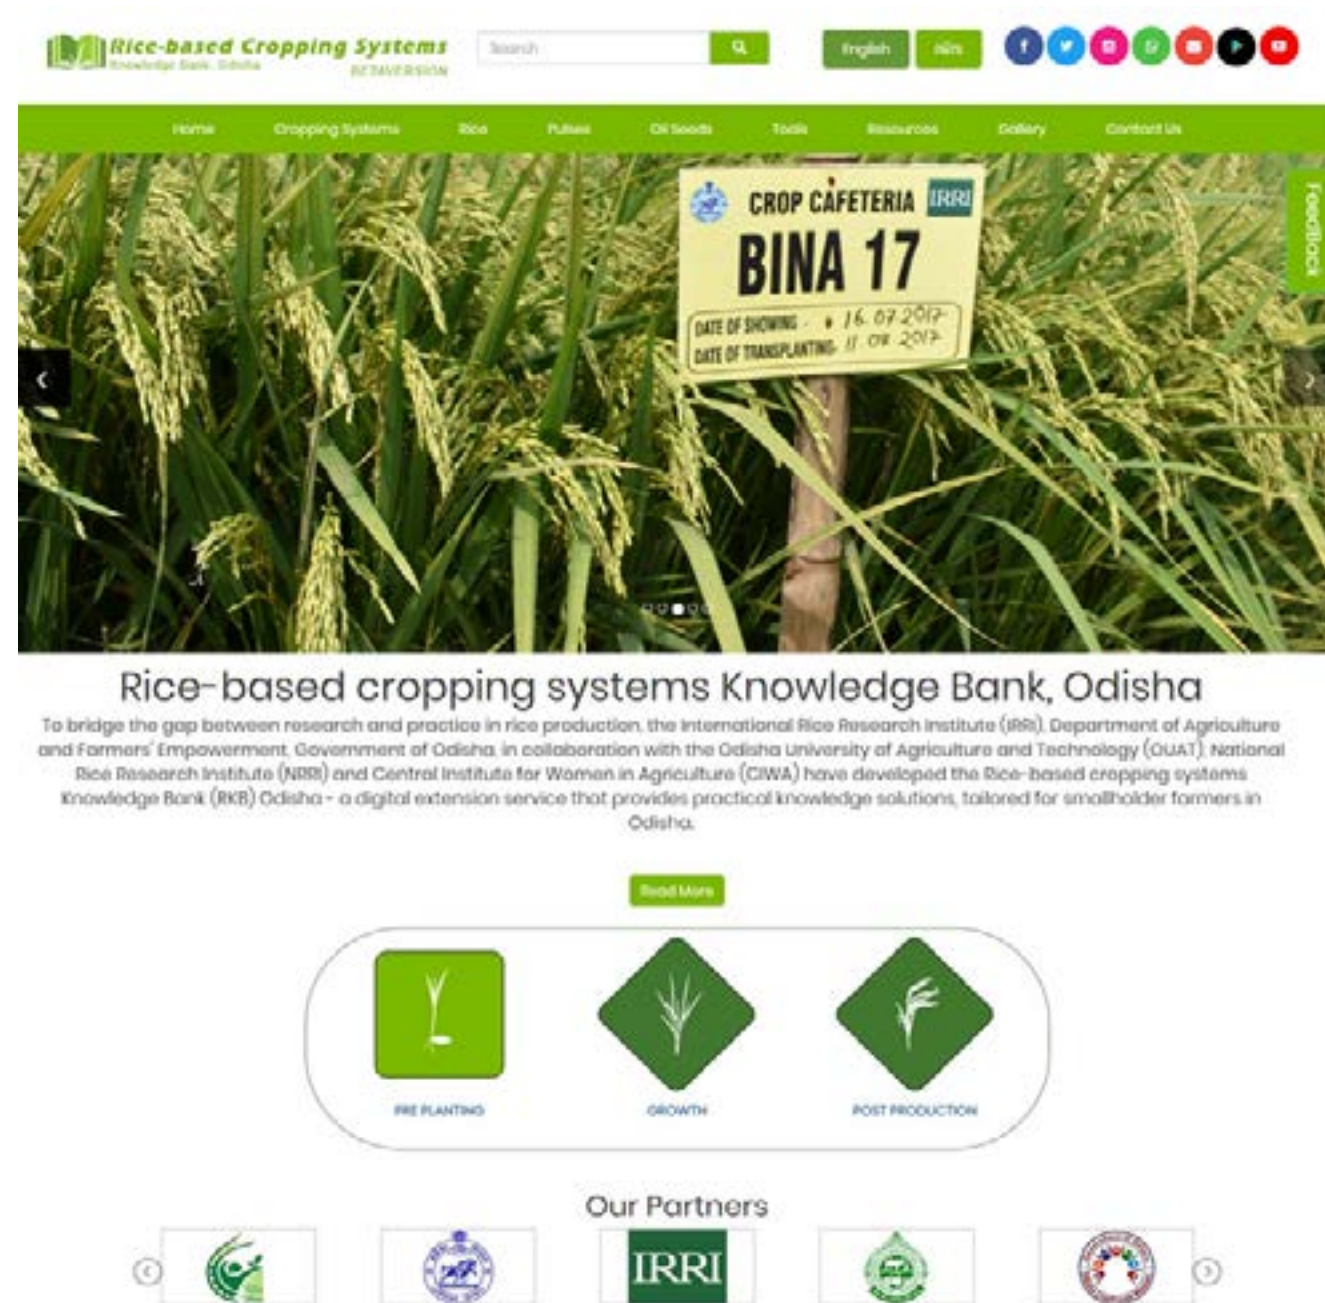 Rice-based Cropping Systems
Knowledge Bank, Odisha
BETA VERSION
Search
English
Home Cropping Systems Rice Pulses Oil Seeds Tools Resources Gallery Contact Us
CROP CAFETERIA IRRI
BINA 17
DATE OF SHOWING - 16.07.2017
DATE OF TRANSPLANTING- 11 08 2017
FeedBack
Rice-based cropping systems Knowledge Bank, Odisha
To bridge the gap between research and practice in rice production, the International Rice Research Institute (IRRI), Department of Agriculture
and Farmers' Empowerment, Government of Odisha, in collaboration with the Odisha University of Agriculture and Technology (OUAT), National
Rice Research Institute (NRRI) and Central Institute for Women in Agriculture (CIWA) have developed the Rice-based cropping systems
Knowledge Bank (RKB) Odisha - a digital extension service that provides practical knowledge solutions, tailored for smallholder farmers in
Odisha.
Read More
PRE PLANTING GROWTH POST PRODUCTION
Our Partners
IRRI